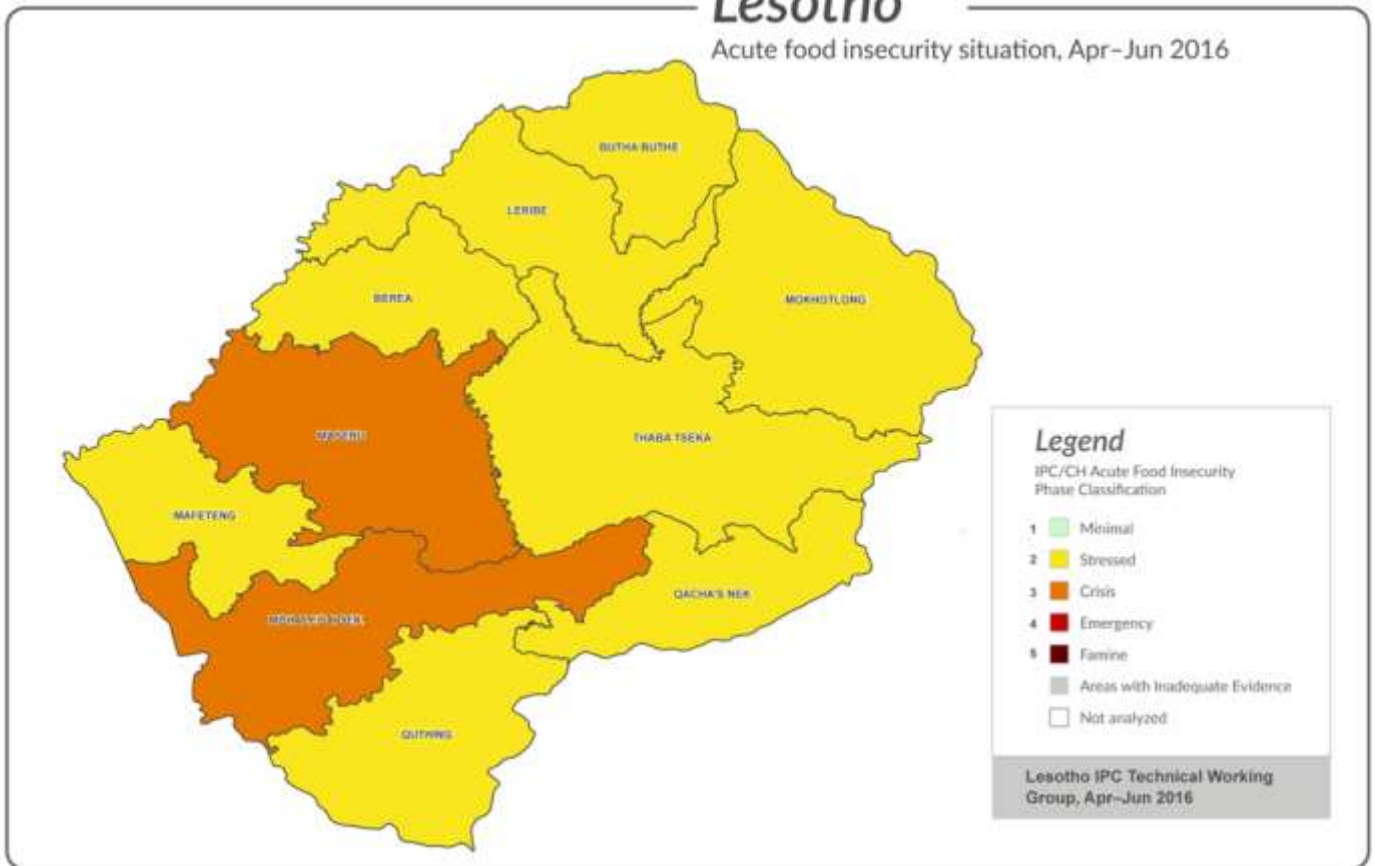 Lesotho
Acute food insecurity situation, Apr–Jun 2016
BUTHA BUTHE
LERIBE
BEREA
MOKHOTLONG
MASERU
THABA TSEKA
MAFETENG
QACHA'S NEK
MOHALE'S HOEK
QUTHING
Legend
IPC/CH Acute Food Insecurity
Phase Classification
1 Minimal
2 Stressed
3 Crisis
4 Emergency
5 Famine
Areas with Inadequate Evidence
Not analyzed
Lesotho IPC Technical Working
Group, Apr–Jun 2016